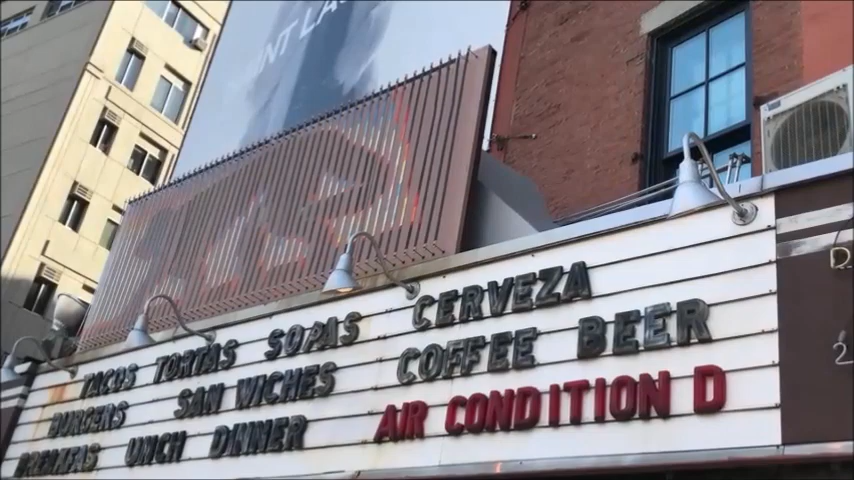 TACOS TORTAS SOPAS CERVEZA
BURGERS SAN WICHES COFFEE BEER
BREAKFAS UNCH DINNER AIR CONDITION D